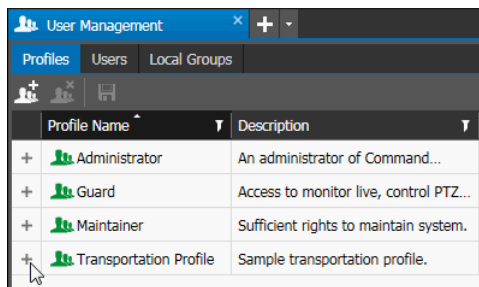 User Management
Profiles Users Local Groups
Profile Name Description
Administrator An administrator of Command...
Guard Access to monitor live, control PTZ...
Maintainer Sufficient rights to maintain system.
Transportation Profile Sample transportation profile.